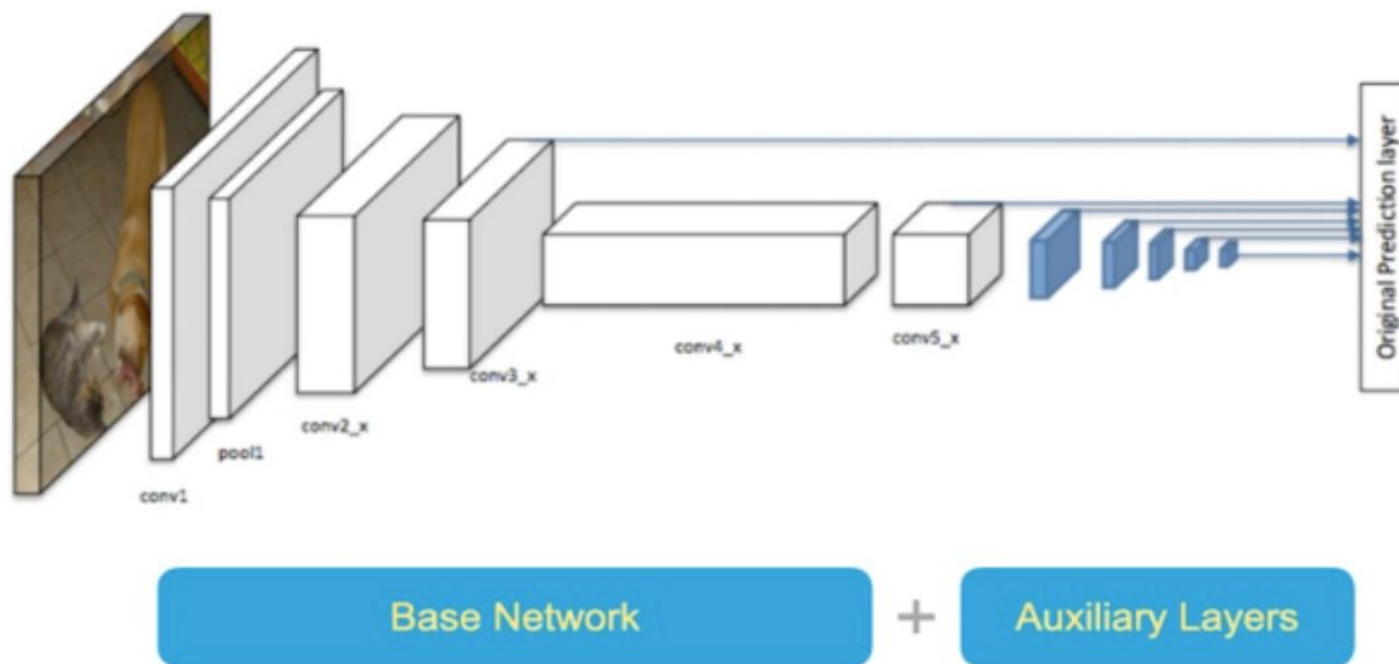 conv1
pool1
conv2_x
conv3_x
conv4_x
conv5_x
Original Prediction layer
Base Network + Auxiliary Layers